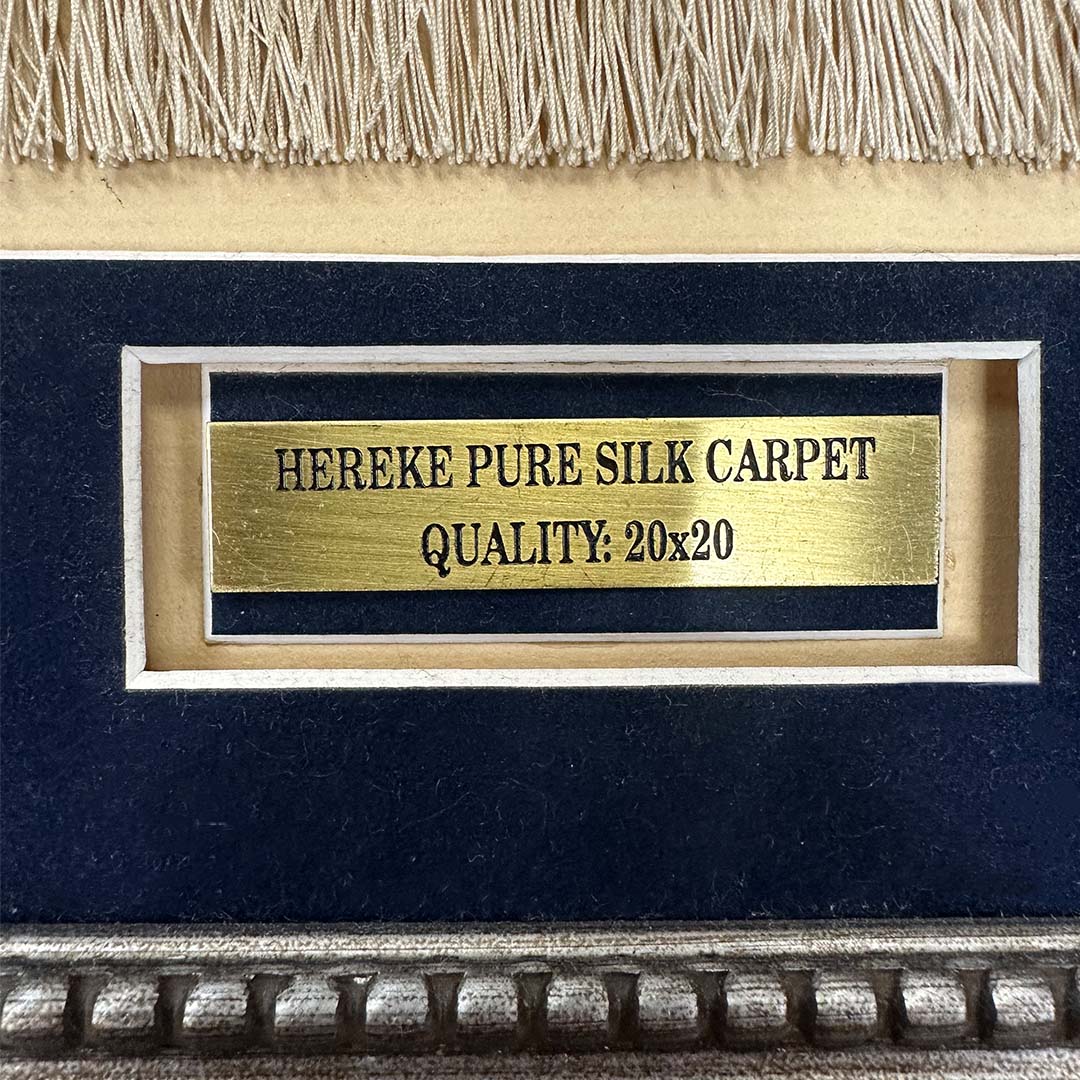 HEREKE PURE SILK CARPET
QUALITY: 20x20